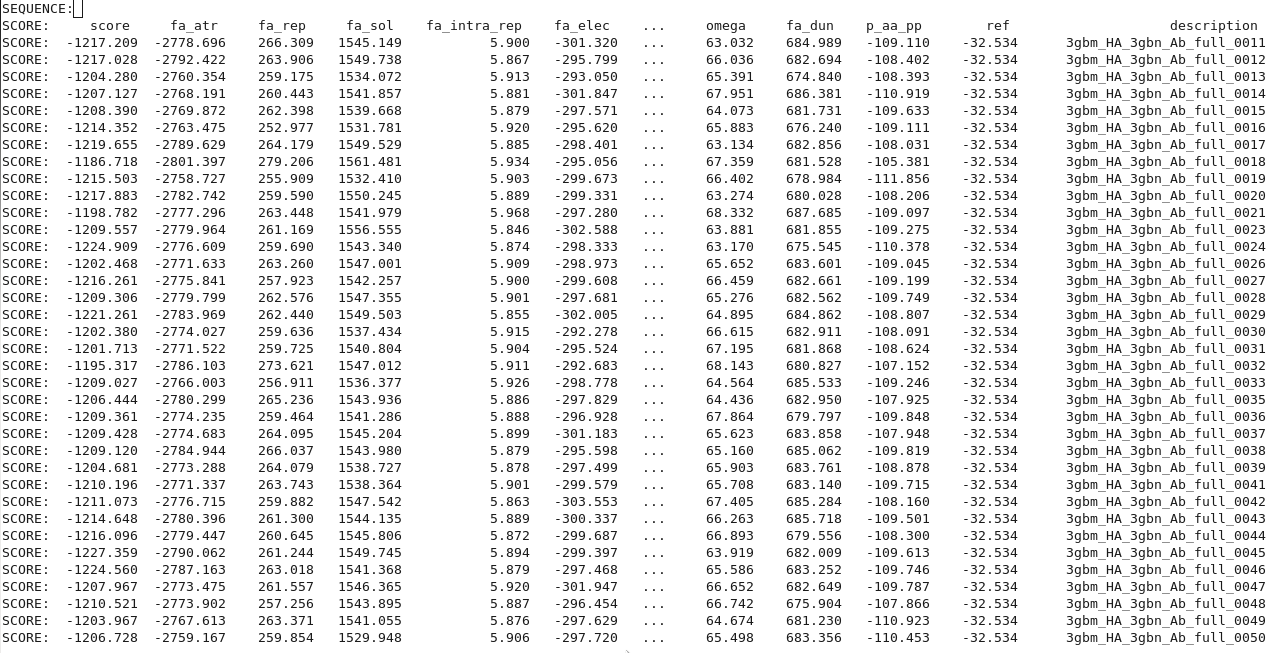 SEQUENCE:
SCORE: score fa_atr fa_rep fa_sol fa_intra_rep fa_elec ... omega fa_dun p_aa_pp ref description
SCORE: -1217.209 -2778.696 266.309 1545.149 5.900 -301.320 ... 63.032 684.989 -109.110 -32.534 3gbm_HA_3gbn_Ab_full_0011
SCORE: -1217.028 -2792.422 263.906 1549.738 5.867 -295.799 ... 66.036 682.694 -108.402 -32.534 3gbm_HA_3gbn_Ab_full_0012
SCORE: -1204.280 -2760.354 259.175 1534.072 5.913 -293.050 ... 65.391 674.840 -108.393 -32.534 3gbm_HA_3gbn_Ab_full_0013
SCORE: -1207.127 -2768.191 260.443 1541.857 5.881 -301.847 ... 67.951 686.381 -110.919 -32.534 3gbm_HA_3gbn_Ab_full_0014
SCORE: -1208.390 -2769.872 262.398 1539.668 5.879 -297.571 ... 64.073 681.731 -109.633 -32.534 3gbm_HA_3gbn_Ab_full_0015
SCORE: -1214.352 -2763.475 252.977 1531.781 5.920 -295.620 ... 65.883 676.240 -109.111 -32.534 3gbm_HA_3gbn_Ab_full_0016
SCORE: -1219.655 -2789.629 264.179 1549.529 5.885 -298.401 ... 63.134 682.856 -108.031 -32.534 3gbm_HA_3gbn_Ab_full_0017
SCORE: -1186.718 -2801.397 279.206 1561.481 5.934 -295.056 ... 67.359 681.528 -105.381 -32.534 3gbm_HA_3gbn_Ab_full_0018
SCORE: -1215.503 -2758.727 255.909 1532.410 5.903 -299.673 ... 66.402 678.984 -111.856 -32.534 3gbm_HA_3gbn_Ab_full_0019
SCORE: -1217.883 -2782.742 259.590 1550.245 5.889 -299.331 ... 63.274 680.028 -108.206 -32.534 3gbm_HA_3gbn_Ab_full_0020
SCORE: -1198.782 -2777.296 263.448 1541.979 5.968 -297.280 ... 68.332 687.685 -109.097 -32.534 3gbm_HA_3gbn_Ab_full_0021
SCORE: -1209.557 -2779.964 261.169 1556.555 5.846 -302.588 ... 63.881 681.855 -109.275 -32.534 3gbm_HA_3gbn_Ab_full_0023
SCORE: -1224.909 -2776.609 259.690 1543.340 5.874 -298.333 ... 63.170 675.545 -110.378 -32.534 3gbm_HA_3gbn_Ab_full_0024
SCORE: -1202.468 -2771.633 263.260 1547.001 5.909 -298.973 ... 65.652 683.601 -109.045 -32.534 3gbm_HA_3gbn_Ab_full_0026
SCORE: -1216.261 -2775.841 257.923 1542.257 5.900 -299.608 ... 66.459 682.661 -109.199 -32.534 3gbm_HA_3gbn_Ab_full_0027
SCORE: -1209.306 -2779.799 262.576 1547.355 5.901 -297.681 ... 65.276 682.562 -109.749 -32.534 3gbm_HA_3gbn_Ab_full_0028
SCORE: -1221.261 -2783.969 262.440 1549.503 5.855 -302.005 ... 64.895 684.862 -108.807 -32.534 3gbm_HA_3gbn_Ab_full_0029
SCORE: -1202.380 -2774.027 259.636 1537.434 5.915 -292.278 ... 66.615 682.911 -108.091 -32.534 3gbm_HA_3gbn_Ab_full_0030
SCORE: -1201.713 -2771.522 259.725 1540.804 5.904 -295.524 ... 67.195 681.868 -108.624 -32.534 3gbm_HA_3gbn_Ab_full_0031
SCORE: -1195.317 -2786.103 273.621 1547.012 5.911 -292.683 ... 68.143 680.827 -107.152 -32.534 3gbm_HA_3gbn_Ab_full_0032
SCORE: -1209.027 -2766.003 256.911 1536.377 5.926 -298.778 ... 64.564 685.533 -109.246 -32.534 3gbm_HA_3gbn_Ab_full_0033
SCORE: -1206.444 -2780.299 265.236 1543.936 5.886 -297.829 ... 64.436 682.950 -107.925 -32.534 3gbm_HA_3gbn_Ab_full_0035
SCORE: -1209.361 -2774.235 259.464 1541.286 5.888 -296.928 ... 67.864 679.797 -109.848 -32.534 3gbm_HA_3gbn_Ab_full_0036
SCORE: -1209.428 -2774.683 264.095 1545.204 5.899 -301.183 ... 65.623 683.858 -107.948 -32.534 3gbm_HA_3gbn_Ab_full_0037
SCORE: -1209.120 -2784.944 266.037 1543.980 5.879 -295.598 ... 65.160 685.062 -109.819 -32.534 3gbm_HA_3gbn_Ab_full_0038
SCORE: -1204.681 -2773.288 264.079 1538.727 5.878 -297.499 ... 65.903 683.761 -108.878 -32.534 3gbm_HA_3gbn_Ab_full_0039
SCORE: -1210.196 -2771.337 263.743 1538.364 5.901 -299.579 ... 65.708 683.140 -109.715 -32.534 3gbm_HA_3gbn_Ab_full_0041
SCORE: -1211.073 -2776.715 259.882 1547.542 5.863 -303.553 ... 67.405 685.284 -108.160 -32.534 3gbm_HA_3gbn_Ab_full_0042
SCORE: -1214.648 -2780.396 261.300 1544.135 5.889 -300.337 ... 66.263 685.718 -109.501 -32.534 3gbm_HA_3gbn_Ab_full_0043
SCORE: -1216.096 -2779.447 260.645 1545.806 5.872 -299.687 ... 66.893 679.556 -108.300 -32.534 3gbm_HA_3gbn_Ab_full_0044
SCORE: -1227.359 -2790.062 261.244 1549.745 5.894 -299.397 ... 63.919 682.009 -109.613 -32.534 3gbm_HA_3gbn_Ab_full_0045
SCORE: -1224.560 -2787.163 263.018 1541.368 5.879 -297.468 ... 65.586 683.252 -109.746 -32.534 3gbm_HA_3gbn_Ab_full_0046
SCORE: -1207.967 -2773.475 261.557 1546.365 5.920 -301.947 ... 66.652 682.649 -109.787 -32.534 3gbm_HA_3gbn_Ab_full_0047
SCORE: -1210.521 -2773.902 257.256 1543.895 5.887 -296.454 ... 66.742 675.904 -107.866 -32.534 3gbm_HA_3gbn_Ab_full_0048
SCORE: -1203.967 -2767.613 263.371 1541.055 5.876 -297.629 ... 64.674 681.230 -110.923 -32.534 3gbm_HA_3gbn_Ab_full_0049
SCORE: -1206.728 -2759.167 259.854 1529.948 5.906 -297.720 ... 65.498 683.356 -110.453 -32.534 3gbm_HA_3gbn_Ab_full_0050